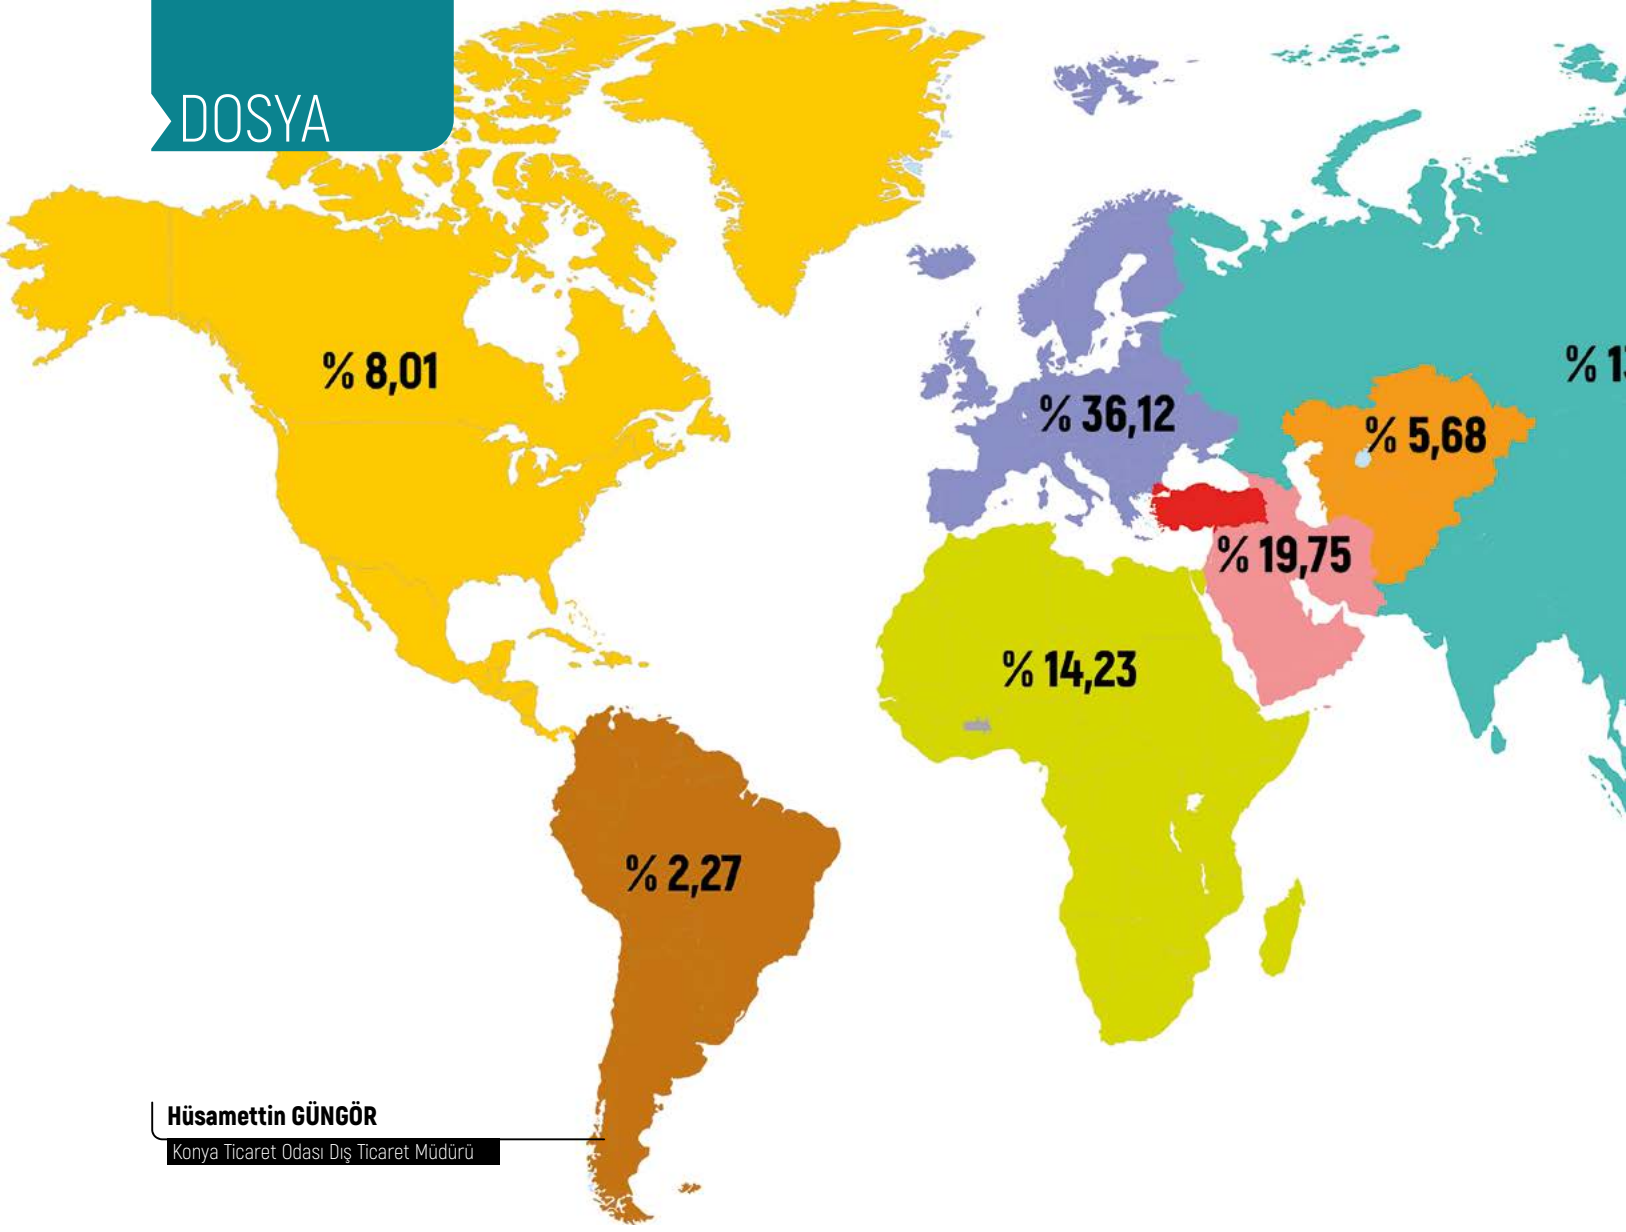 DOSYA
% 8,01
% 36,12
% 5,68
% 19,75
% 14,23
% 2,27
Hüsamettin GÜNGÖR
Konya Ticaret Odası Dış Ticaret Müdürü